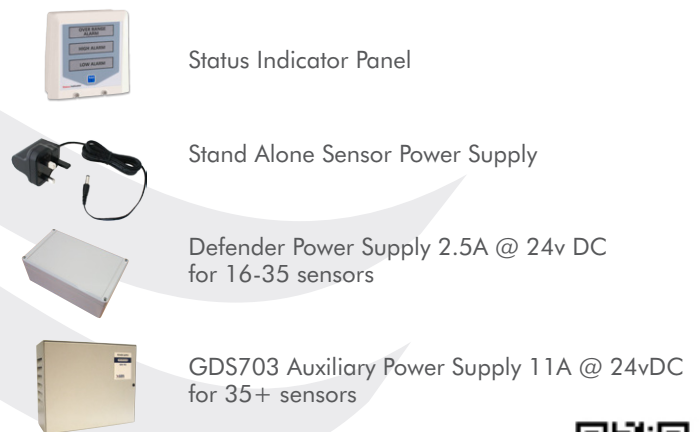 OVER RANGE
ALARM
HIGH ALARM
LOW ALARM
Status Indicator Panel
Stand Alone Sensor Power Supply
Defender Power Supply 2.5A @ 24v DC
for 16-35 sensors
GDS703 Auxiliary Power Supply 11A @ 24vDC
for 35+ sensors